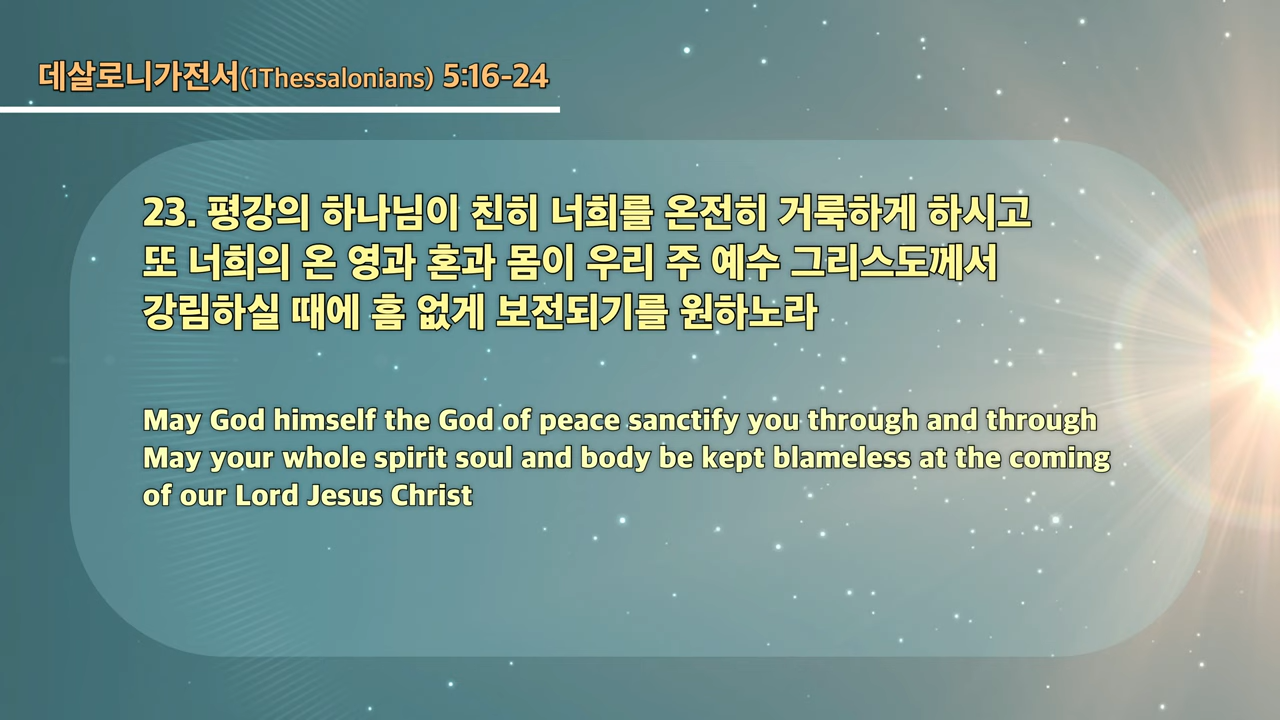 데살로니가전서(1Thessalonians) 5:16-24
23. 평강의 하나님이 친히 너희를 온전히 거룩하게 하시고
또 너희의 온 영과 혼과 몸이 우리 주 예수 그리스도께서
강림하실 때에 흠 없게 보전되기를 원하노라
May God himself the God of peace sanctify you through and through
May your whole spirit soul and body be kept blameless at the coming
of our Lord Jesus Christ